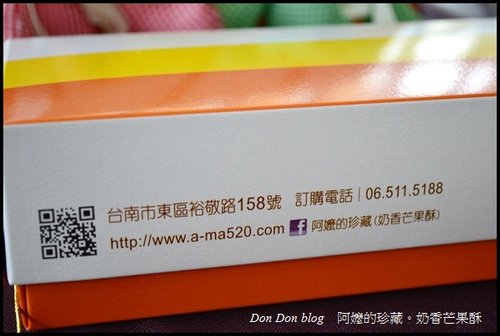 台南市東區裕敬路158號 訂購電話 | 06.511.5188
http://www.a-ma520.com f 阿嬤的珍藏(奶香芒果酥)
Don Don blog 阿嬤的珍藏。奶香芒果酥